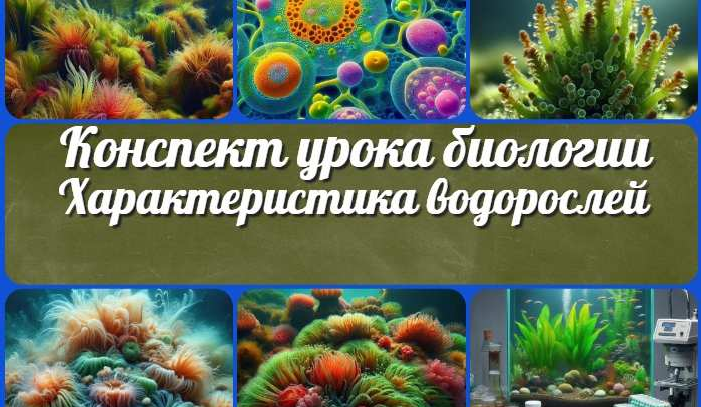 Конспект урока биологии
Характеристика водорослей